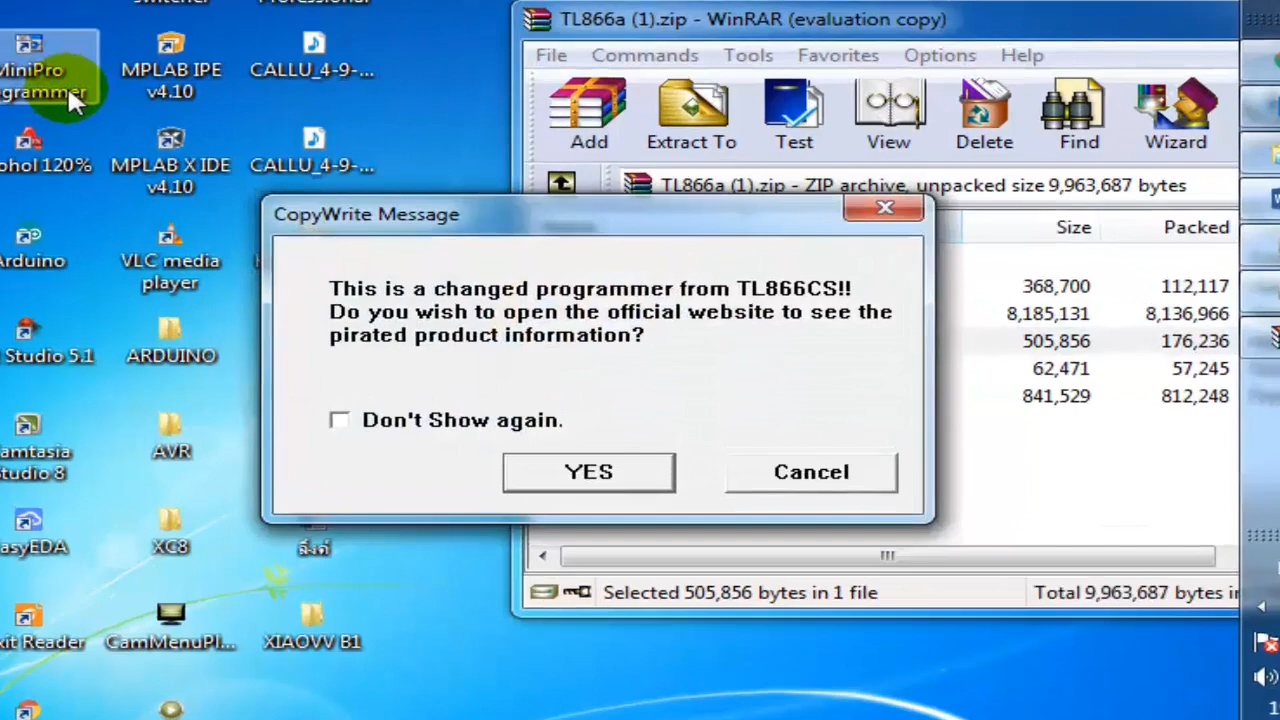 TL866a (1).zip - WinRAR (evaluation copy)
File Commands Tools Favorites Options Help
Add Extract To Test View Delete Find Wizard
TL866a (1).zip - ZIP archive, unpacked size 9,963,687 bytes
Size Packed
368,700 112,117
8,185,131 8,136,966
505,856 176,236
62,471 57,245
841,529 812,248
Selected 505,856 bytes in 1 file
Total 9,963,687 bytes
CopyWrite Message
This is a changed programmer from TL866CS!!
Do you wish to open the official website to see the
pirated product information?
Don't Show again.
YES Cancel
MiniPro
MPLAB IPE
v4.10
CALLU_4-9-...
ohol 120%
MPLAB X IDE
v4.10
CALLU_4-9-...
Arduino
VLC media
player
Studio 5.1
ARDUINO
amtasia
Studio 8
AVR
asyEDA
XC8
ลิ้งต์
xit Reader
CamMenuPl...
XIAOVV B1